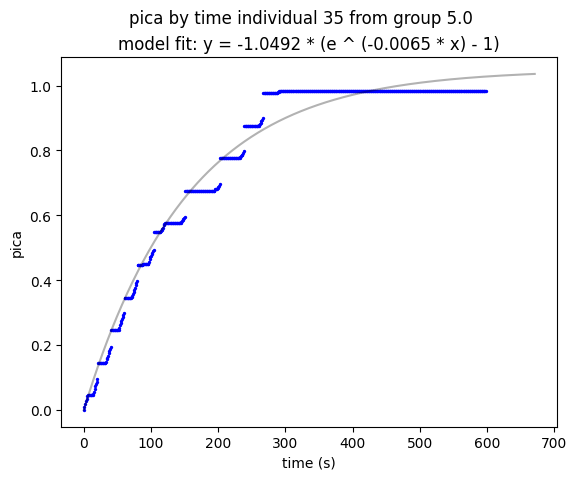 pica by time individual 35 from group 5.0
model fit: y = -1.0492 * (e ^ (-0.0065 * x) - 1)
1.0
0.8
0.6
0.4
0.2
0.0
pica
0 100 200 300 400 500 600 700
time (s)